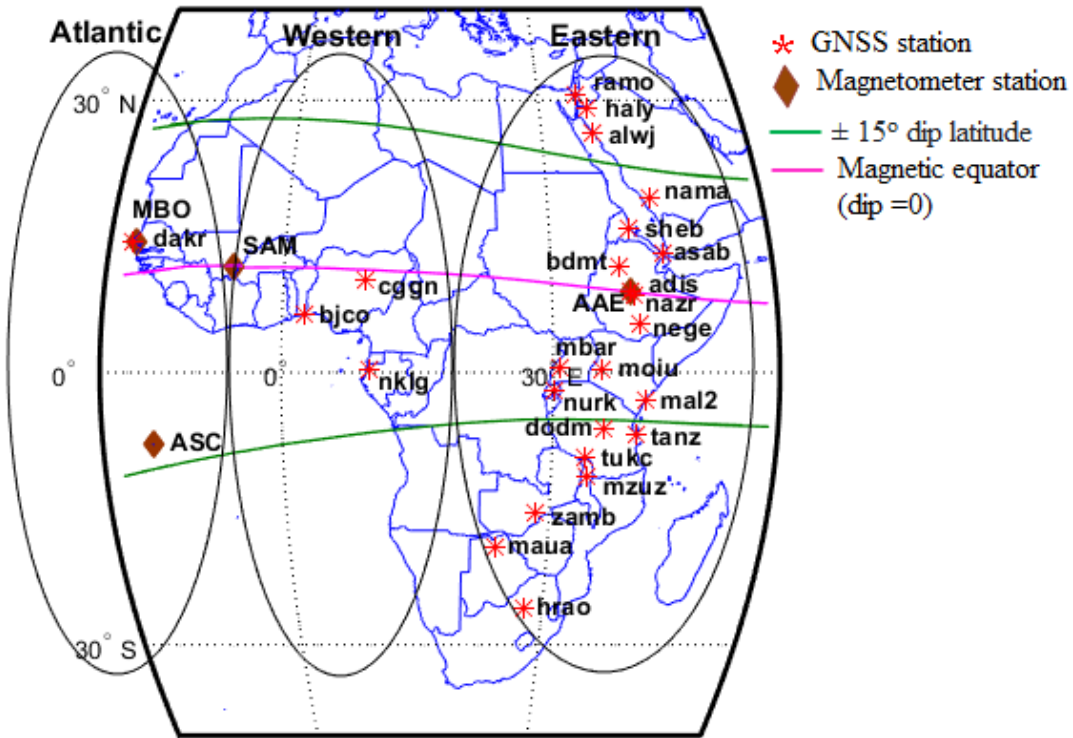 Atlantic Western Eastern
GNSS station
Magnetometer station
± 15° dip latitude
Magnetic equator
(dip =0)
30° N
ramo
haly
alwj
nama
MBO
dakr
SAM
sheb
asab
bdmt
cggn
adis
AAE
nazr
bjco
nege
mbar
0°
0°
30° E
moiu
nklg
nurk
mal2
dodm
tanz
ASC
tukc
mzuz
zamb
maua
hrao
30° S